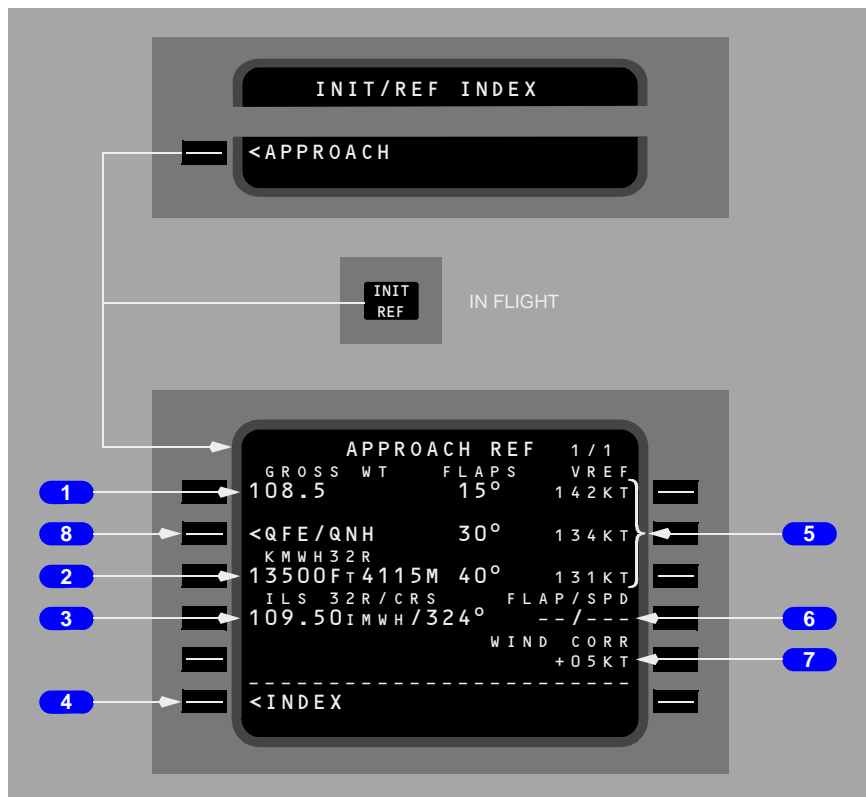 INIT/REF INDEX
<APPROACH
INIT
REF
IN FLIGHT
APPROACH REF 1/1
GROSS WT FLAPS VREF
1 108.5 15° 142KT
8 <QFE/QNH 30° 134KT 5
KMWH32R
2 13500FT4115M 40° 131KT
ILS 32R/CRS FLAP/SPD
3 109.50IMWH/324° --/--- 6
WIND CORR
+05KT 7
------------------------
4 <INDEX